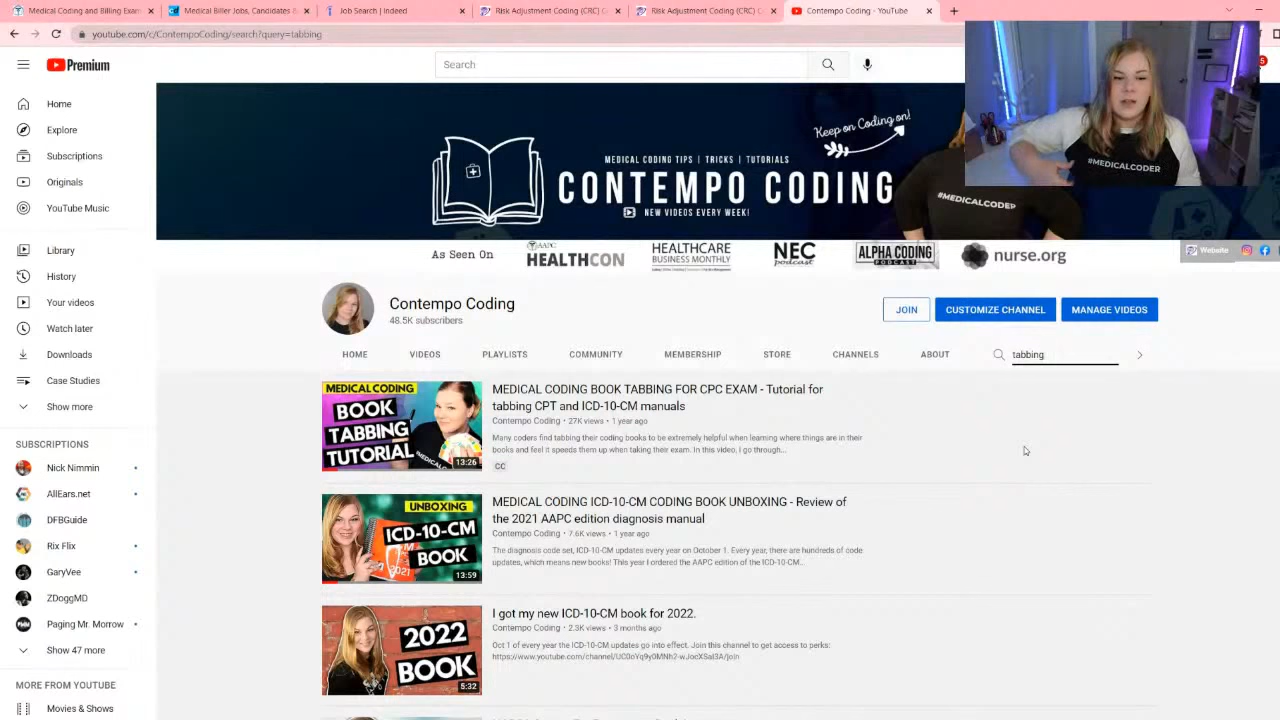 Medical Coding and Billing Exam
Medical Biller Jobs, Candidates &
Job Search | Indeed
Risk Adjustment Coding (CRC) C
Risk Adjustment Coding (CRC) C
Contempo Coding - YouTube
youtube.com/c/ContempoCoding/search?query=tabbing
Premium
Search
Home
Explore
Subscriptions
Originals
YouTube Music
Library
History
Your videos
Watch later
Downloads
Case Studies
Show more
SUBSCRIPTIONS
Nick Nimmin
AllEars.net
DFBGuide
Rix Flix
GaryVee
ZDoggMD
Paging Mr. Morrow
Show 47 more
MORE FROM YOUTUBE
Movies & Shows
Keep on Coding on!
MEDICAL CODING TIPS | TRICKS | TUTORIALS
CONTEMPO CODING
NEW VIDEOS EVERY WEEK!
#MEDICALCODER
#MEDICALCODER
As Seen On
AAPC
HEALTHCON
HEALTHCARE
BUSINESS MONTHLY
NEC
podcast
ALPHA CODING
PODCAST
nurse.org
Website
Contempo Coding
48.5K subscribers
JOIN
CUSTOMIZE CHANNEL
MANAGE VIDEOS
HOME
VIDEOS
PLAYLISTS
COMMUNITY
MEMBERSHIP
STORE
CHANNELS
ABOUT
tabbing
MEDICAL CODING
BOOK
TABBING
TUTORIAL
13:26
MEDICAL CODING BOOK TABBING FOR CPC EXAM - Tutorial for
tabbing CPT and ICD-10-CM manuals
Contempo Coding • 27K views • 1 year ago
Many coders find tabbing their coding books to be extremely helpful when learning where things are in their
books and feel it speeds them up when taking their exam. In this video, I go through...
CC
UNBOXING
ICD-10-CM
BOOK
2021
13:59
MEDICAL CODING ICD-10-CM CODING BOOK UNBOXING - Review of
the 2021 AAPC edition diagnosis manual
Contempo Coding • 7.6K views • 1 year ago
The diagnosis code set, ICD-10-CM updates every year on October 1. Every year, there are hundreds of code
updates, which means new books! This year I ordered the AAPC edition of the ICD-10-CM...
2022
BOOK
5:32
I got my new ICD-10-CM book for 2022.
Contempo Coding • 2.3K views • 3 months ago
Oct 1 of every year the ICD-10-CM updates go into effect. Join this channel to get access to perks: